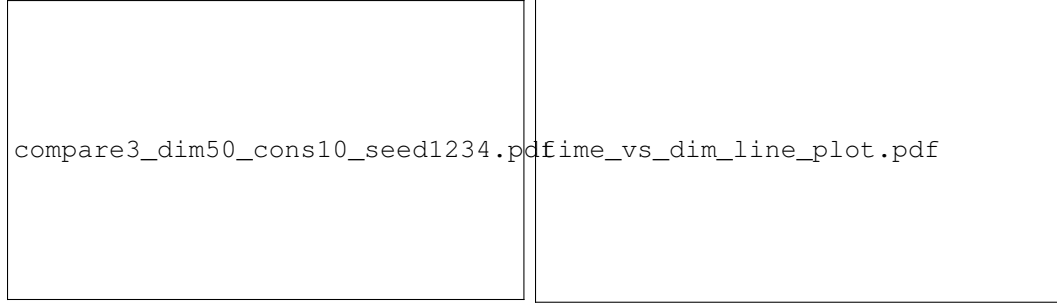 compare3_dim50_cons10_seed1234.pdf
time_vs_dim_line_plot.pdf